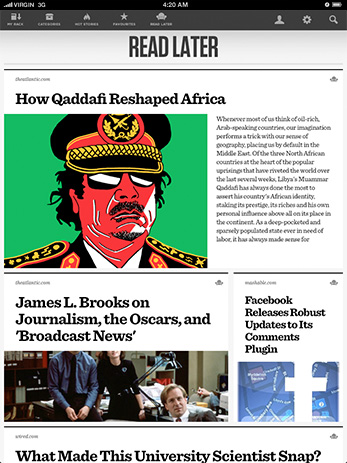 VIRGIN 3G
4:20 AM
MY RACK
CATEGORIES
HOT STORIES
FAVOURITES
READ LATER
READ LATER
theatlantic.com
How Qaddafi Reshaped Africa
Whenever most of us think of oil-rich,
Arab-speaking countries, our imagination
performs a trick with our sense of
geography, placing us by default in the
Middle East. Of the three North African
countries at the heart of the popular
uprisings that have riveted the world over
the last several weeks, Libya's Muammar
Qaddafi has always done the most to
assert his country's African identity,
staking its prestige, its riches and his own
personal influence above all on its place in
the continent. As a deep-pocketed and
sparsely populated state ever in need of
labor, it has always made sense for
theatlantic.com
James L. Brooks on
Journalism, the Oscars, and
'Broadcast News'
mashable.com
Facebook
Releases Robust
Updates to Its
Comments
Plugin
wired.com
What Made This University Scientist Snap?